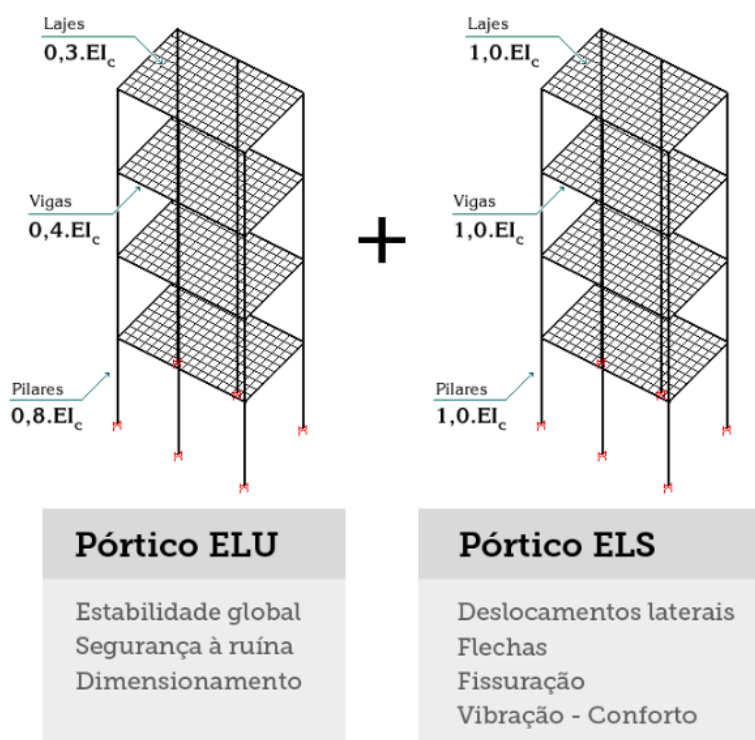 Lajes
0,3.EIc
Vigas
0,4.EIc
Pilares
0,8.EIc
Pórtico ELU
Estabilidade global
Segurança à ruína
Dimensionamento
+
Lajes
1,0.EIc
Vigas
1,0.EIc
Pilares
1,0.EIc
Pórtico ELS
Deslocamentos laterais
Flechas
Fissuração
Vibração - Conforto